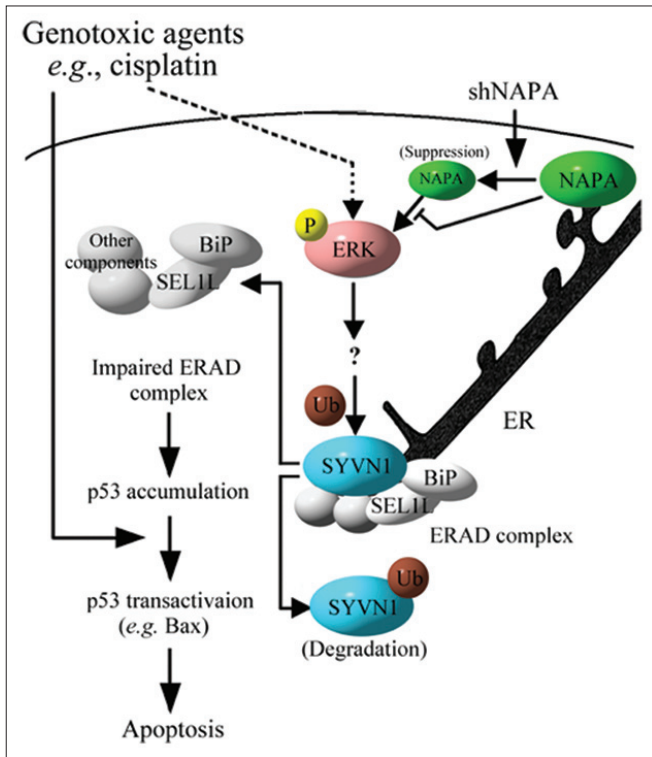 Genotoxic agents
e.g., cisplatin
shNAPA
(Suppression)
NAPA
NAPA
P
ERK
Other
components
BiP
SEL1L
?
Impaired ERAD
complex
Ub
ER
SYVN1
BiP
SEL1L
p53 accumulation
ERAD complex
Ub
SYVN1
p53 transactivaion
(e.g. Bax)
(Degradation)
Apoptosis